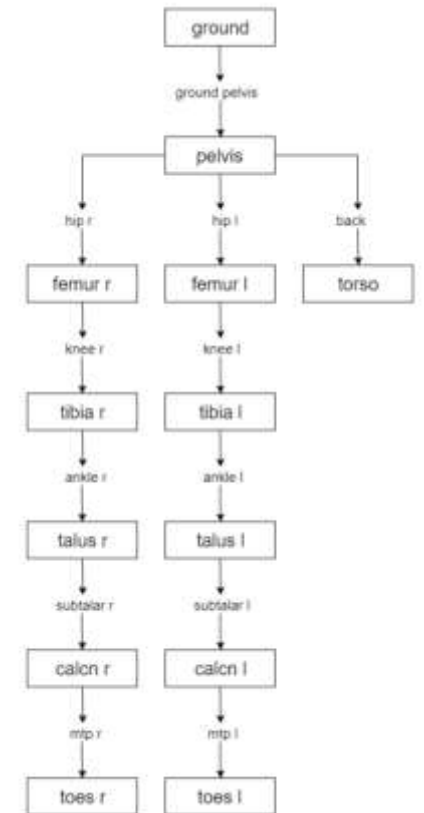 ground
ground pelvis
pelvis
hip r
hip l
back
femur r
femur l
torso
knee r
knee l
tibia r
tibia l
ankle r
ankle l
talus r
talus l
subtalar r
subtalar l
calcn r
calcn l
mtp r
mtp l
toes r
toes l